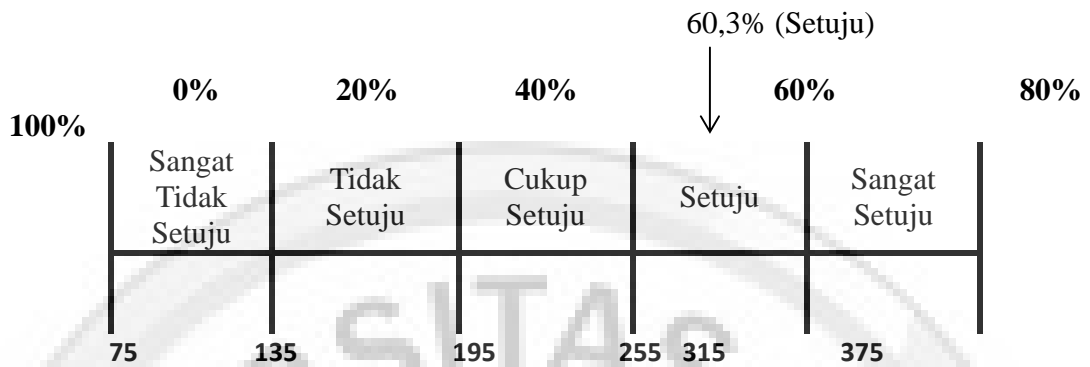 60,3% (Setuju)
0% 20% 40% 60% 80%
100%
Sangat
Tidak
Setuju
Tidak
Setuju
Cukup
Setuju
Setuju
Sangat
Setuju
SITAS
75 135 195 255 315 375